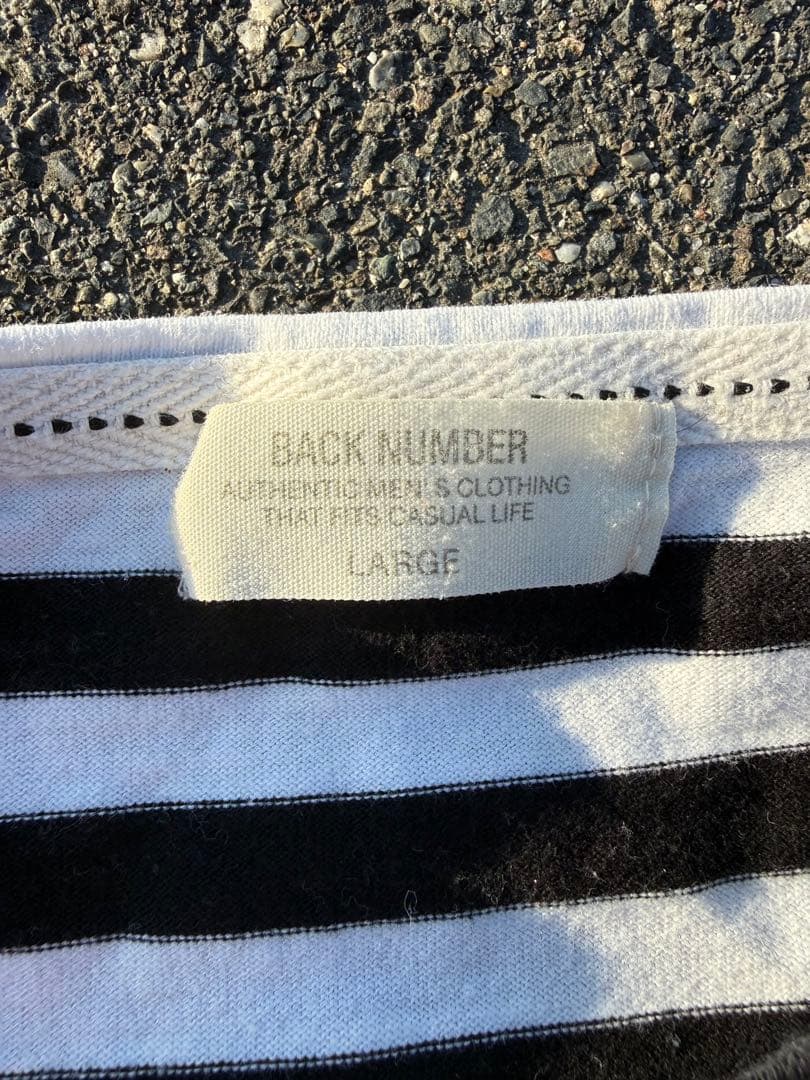 BACK NUMBER
AUTHENTIC MEN'S CLOTHING
THAT FITS CASUAL LIFE
LARGE